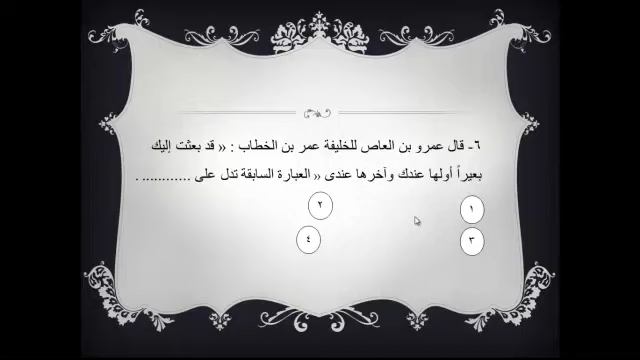 ٦- قال عمرو بن العاص للخليفة عمر بن الخطاب : « قد بعثت إليك
بعيراً أولها عندك وآخرها عندى » العبارة السابقة تدل على ............ .
١ ٢
٣ ٤